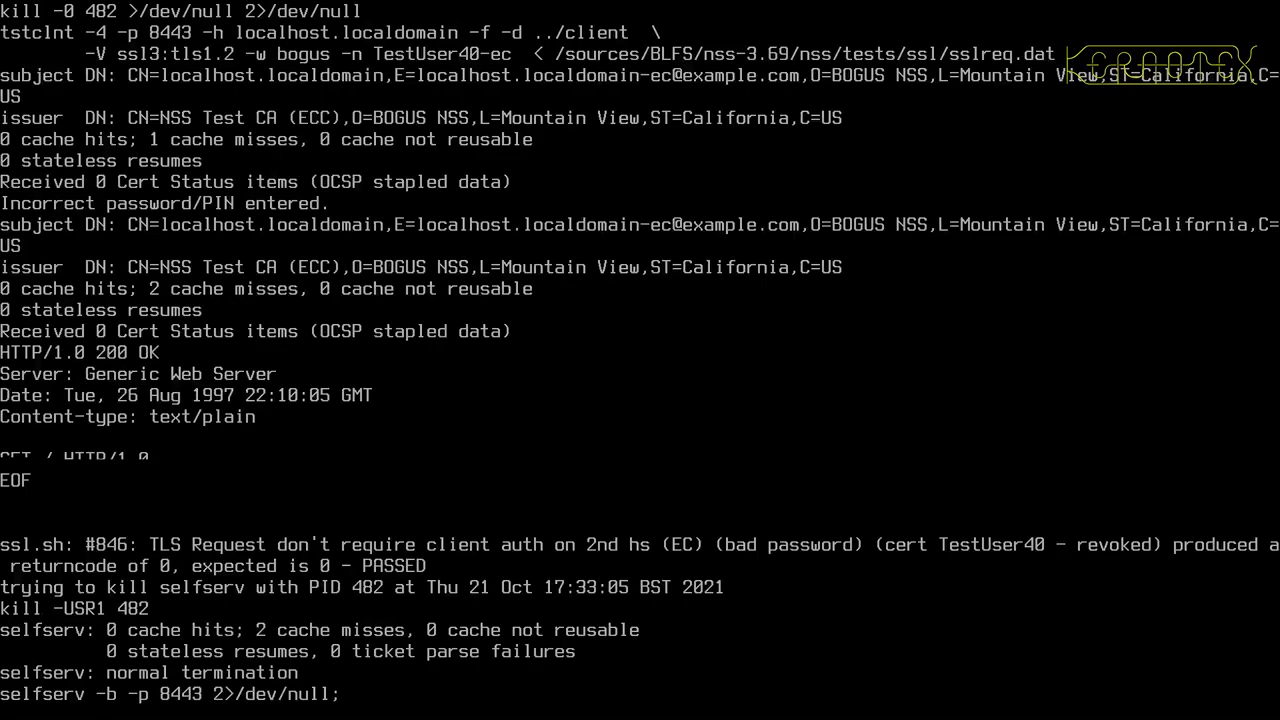 kill -0 482 >/dev/null 2>/dev/null
tstclnt -4 -p 8443 -h localhost.localdomain -f -d ../client  \
        -V ssl3:tls1.2 -w bogus -n TestUser40-ec  < /sources/BLFS/nss-3.69/nss/tests/ssl/sslreq.dat
subject DN: CN=localhost.localdomain,E=localhost.localdomain-ec@example.com,O=BOGUS NSS,L=Mountain View,ST=California,C=
US
issuer  DN: CN=NSS Test CA (ECC),O=BOGUS NSS,L=Mountain View,ST=California,C=US
0 cache hits; 1 cache misses, 0 cache not reusable
0 stateless resumes
Received 0 Cert Status items (OCSP stapled data)
Incorrect password/PIN entered.
subject DN: CN=localhost.localdomain,E=localhost.localdomain-ec@example.com,O=BOGUS NSS,L=Mountain View,ST=California,C=
US
issuer  DN: CN=NSS Test CA (ECC),O=BOGUS NSS,L=Mountain View,ST=California,C=US
0 cache hits; 2 cache misses, 0 cache not reusable
0 stateless resumes
Received 0 Cert Status items (OCSP stapled data)
HTTP/1.0 200 OK
Server: Generic Web Server
Date: Tue, 26 Aug 1997 22:10:05 GMT
Content-type: text/plain
GET / HTTP/1.0
EOF
ssl.sh: #846: TLS Request don't require client auth on 2nd hs (EC) (bad password) (cert TestUser40 - revoked) produced a
 returncode of 0, expected is 0 - PASSED
trying to kill selfserv with PID 482 at Thu 21 Oct 17:33:05 BST 2021
kill -USR1 482
selfserv: 0 cache hits; 2 cache misses, 0 cache not reusable
          0 stateless resumes, 0 ticket parse failures
selfserv: normal termination
selfserv -b -p 8443 2>/dev/null;